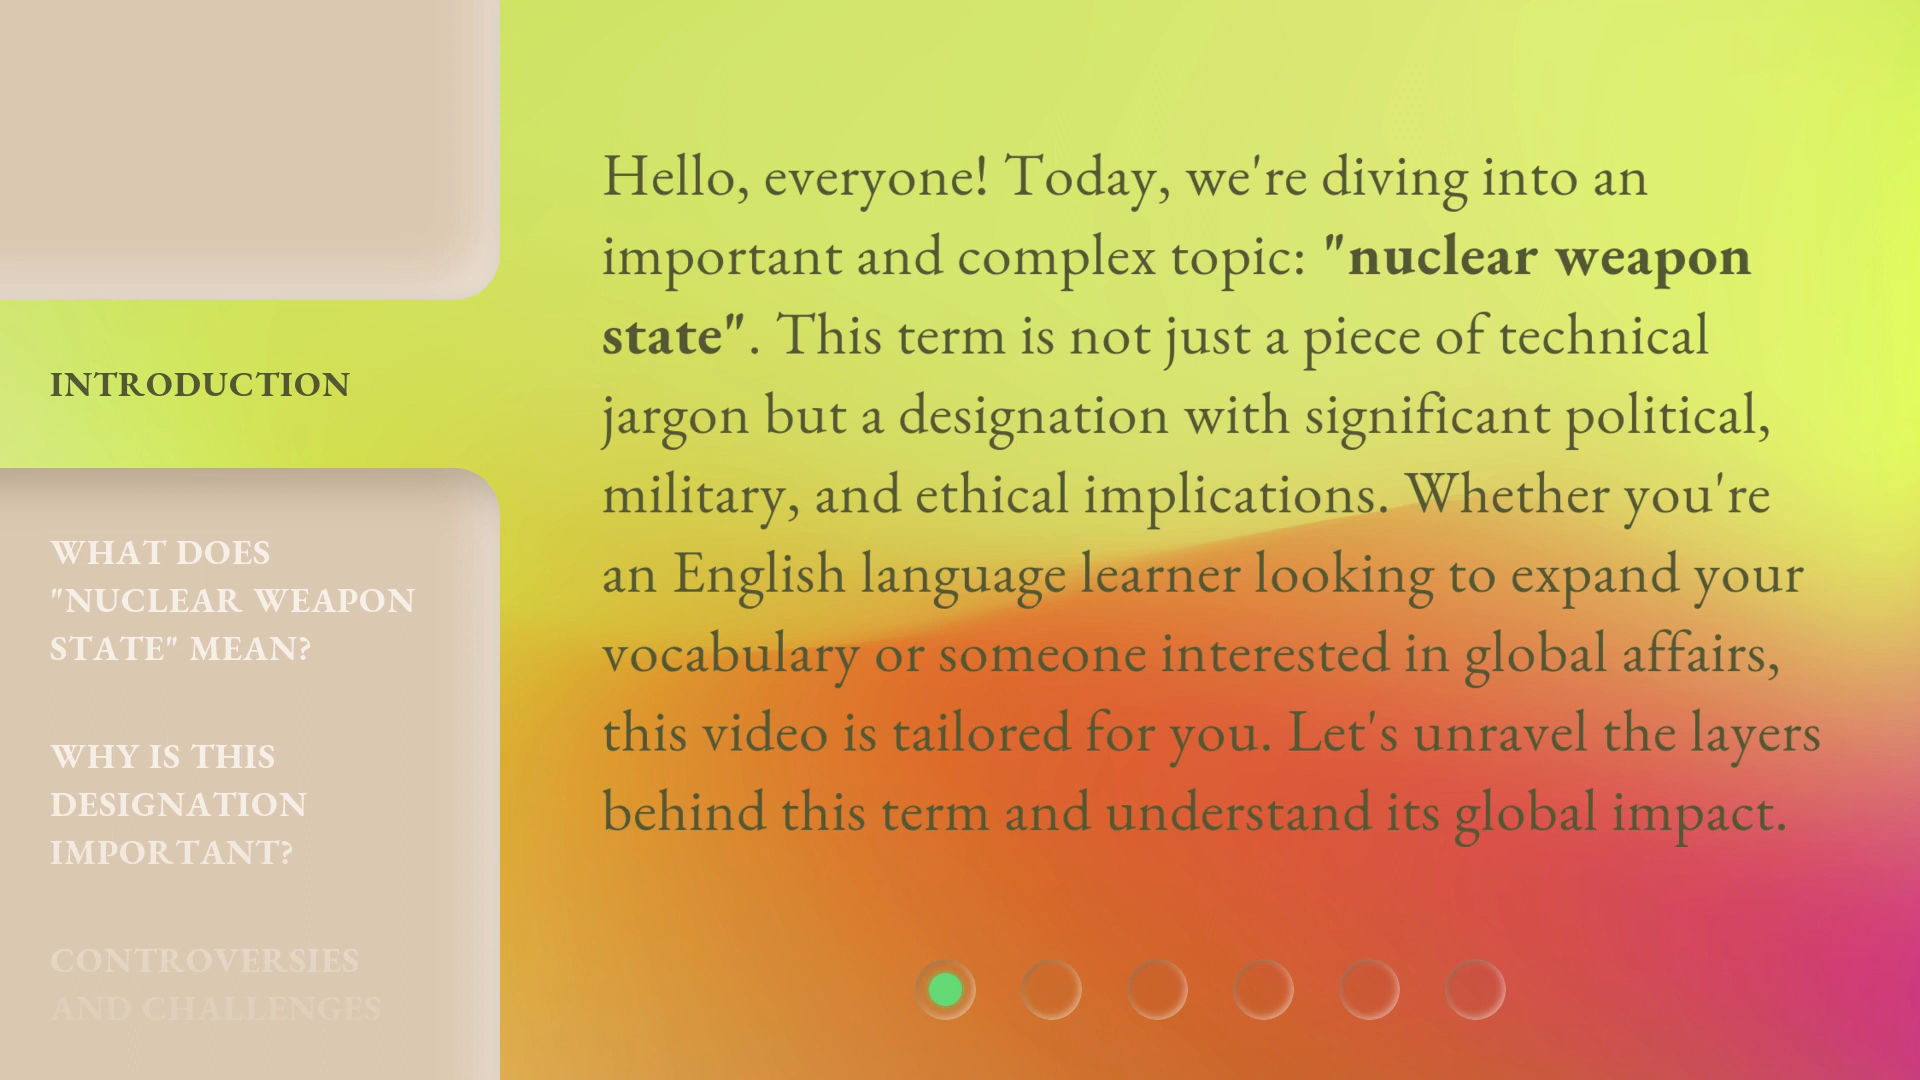 INTRODUCTION
WHAT DOES
"NUCLEAR WEAPON
STATE" MEAN?
WHY IS THIS
DESIGNATION
IMPORTANT?
CONTROVERSIES
AND CHALLENGES
Hello, everyone! Today, we're diving into an
important and complex topic: "nuclear weapon
state". This term is not just a piece of technical
jargon but a designation with significant political,
military, and ethical implications. Whether you're
an English language learner looking to expand your
vocabulary or someone interested in global affairs,
this video is tailored for you. Let's unravel the layers
behind this term and understand its global impact.